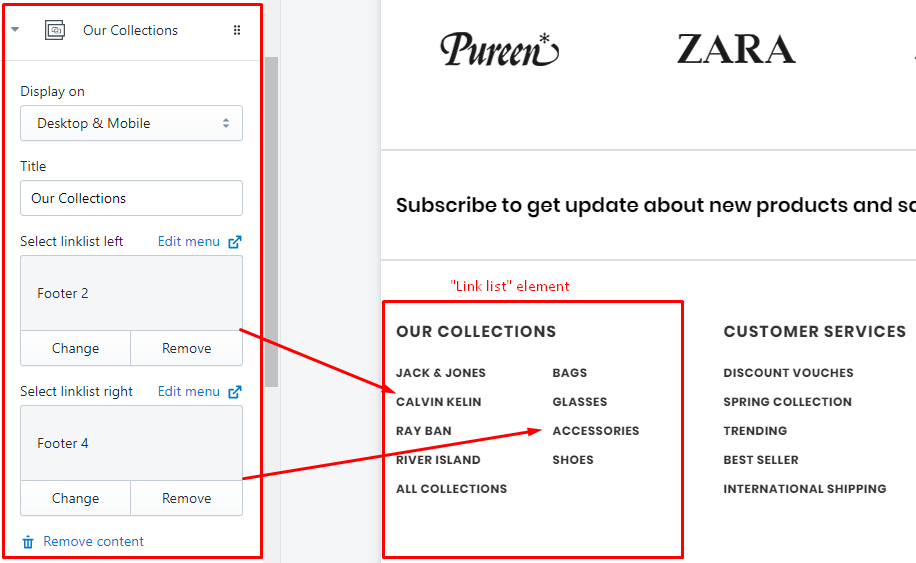 Our Collections
Display on
Desktop & Mobile
Title
Our Collections
Select linklist left Edit menu
Footer 2
Change Remove
Select linklist right Edit menu
Footer 4
Change Remove
Remove content
Pureen*
ZARA
Subscribe to get update about new products and sa
"Link list" element
OUR COLLECTIONS
JACK & JONES BAGS
CALVIN KELIN GLASSES
RAY BAN ACCESSORIES
RIVER ISLAND SHOES
ALL COLLECTIONS
CUSTOMER SERVICES
DISCOUNT VOUCHES
SPRING COLLECTION
TRENDING
BEST SELLER
INTERNATIONAL SHIPPING